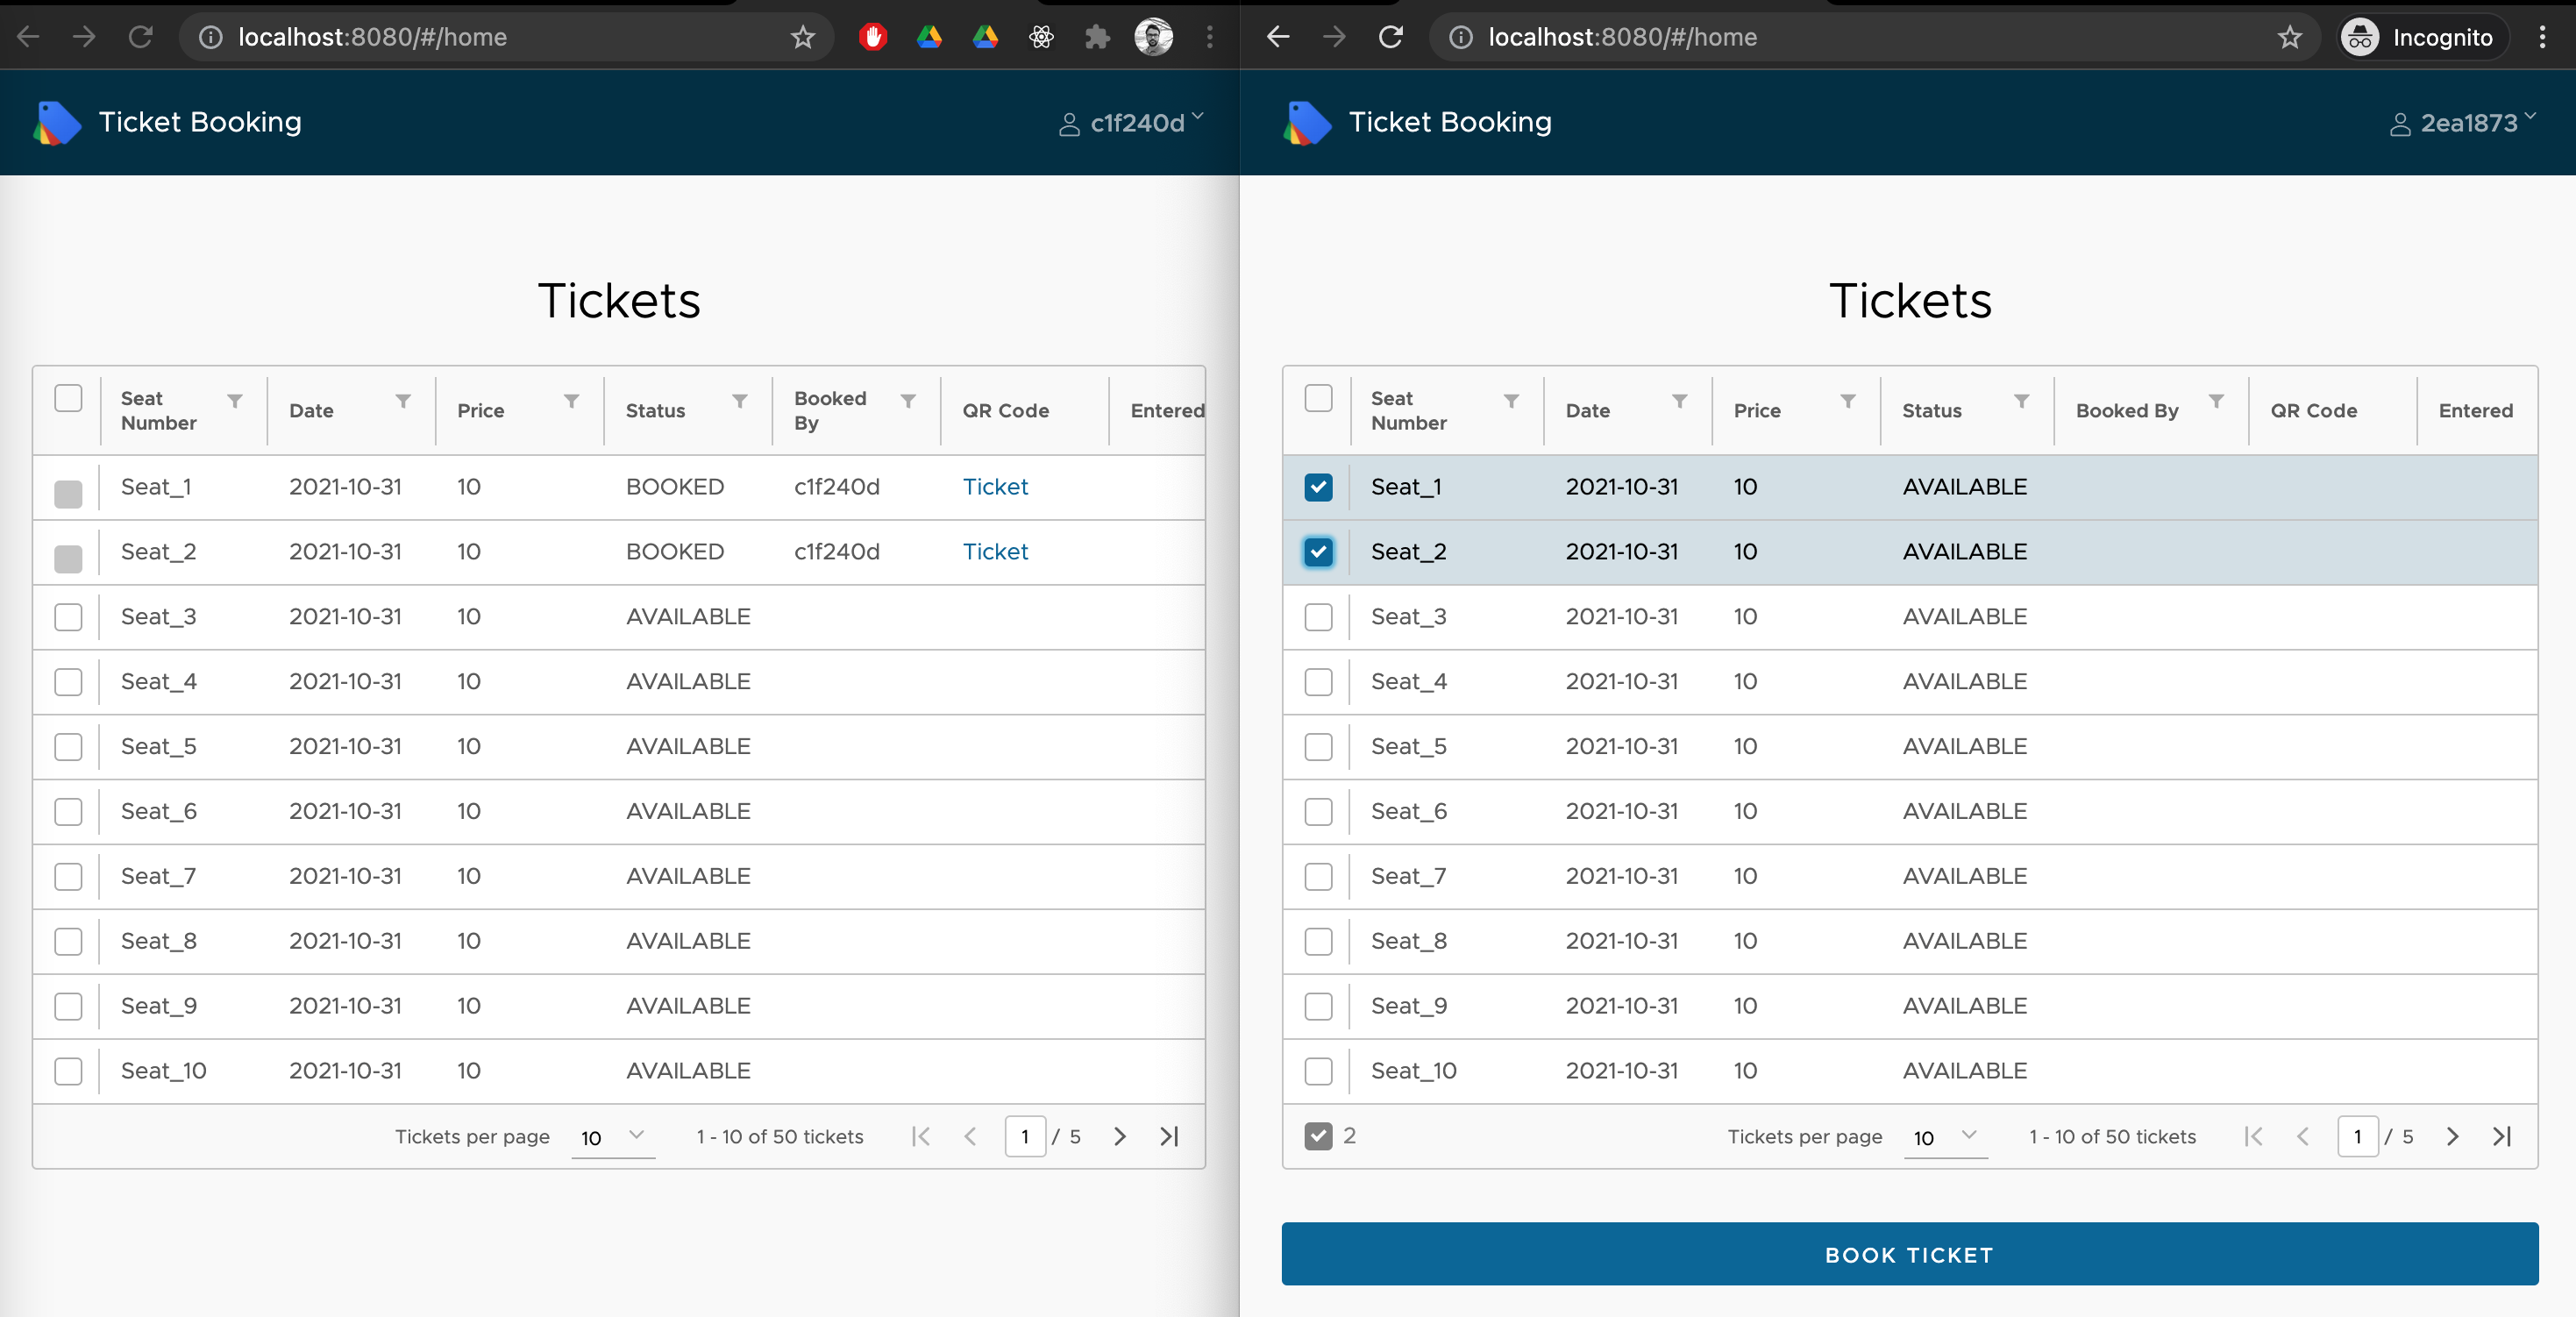 localhost:8080/#/home
Ticket Booking
c1f240d
Tickets
Seat Number Date Price Status Booked By QR Code Entered
Seat_1 2021-10-31 10 BOOKED c1f240d Ticket
Seat_2 2021-10-31 10 BOOKED c1f240d Ticket
Seat_3 2021-10-31 10 AVAILABLE
Seat_4 2021-10-31 10 AVAILABLE
Seat_5 2021-10-31 10 AVAILABLE
Seat_6 2021-10-31 10 AVAILABLE
Seat_7 2021-10-31 10 AVAILABLE
Seat_8 2021-10-31 10 AVAILABLE
Seat_9 2021-10-31 10 AVAILABLE
Seat_10 2021-10-31 10 AVAILABLE
Tickets per page 10 1 - 10 of 50 tickets 1 / 5
localhost:8080/#/home Incognito
Ticket Booking
2ea1873
Tickets
Seat Number Date Price Status Booked By QR Code Entered
Seat_1 2021-10-31 10 AVAILABLE
Seat_2 2021-10-31 10 AVAILABLE
Seat_3 2021-10-31 10 AVAILABLE
Seat_4 2021-10-31 10 AVAILABLE
Seat_5 2021-10-31 10 AVAILABLE
Seat_6 2021-10-31 10 AVAILABLE
Seat_7 2021-10-31 10 AVAILABLE
Seat_8 2021-10-31 10 AVAILABLE
Seat_9 2021-10-31 10 AVAILABLE
Seat_10 2021-10-31 10 AVAILABLE
2 Tickets per page 10 1 - 10 of 50 tickets 1 / 5
BOOK TICKET